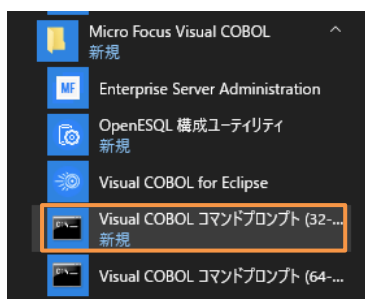 Micro Focus Visual COBOL
新規
MF
Enterprise Server Administration
OpenESQL 構成ユーティリティ
新規
Visual COBOL for Eclipse
Visual COBOL コマンドプロンプト (32-...
新規
Visual COBOL コマンドプロンプト (64-...